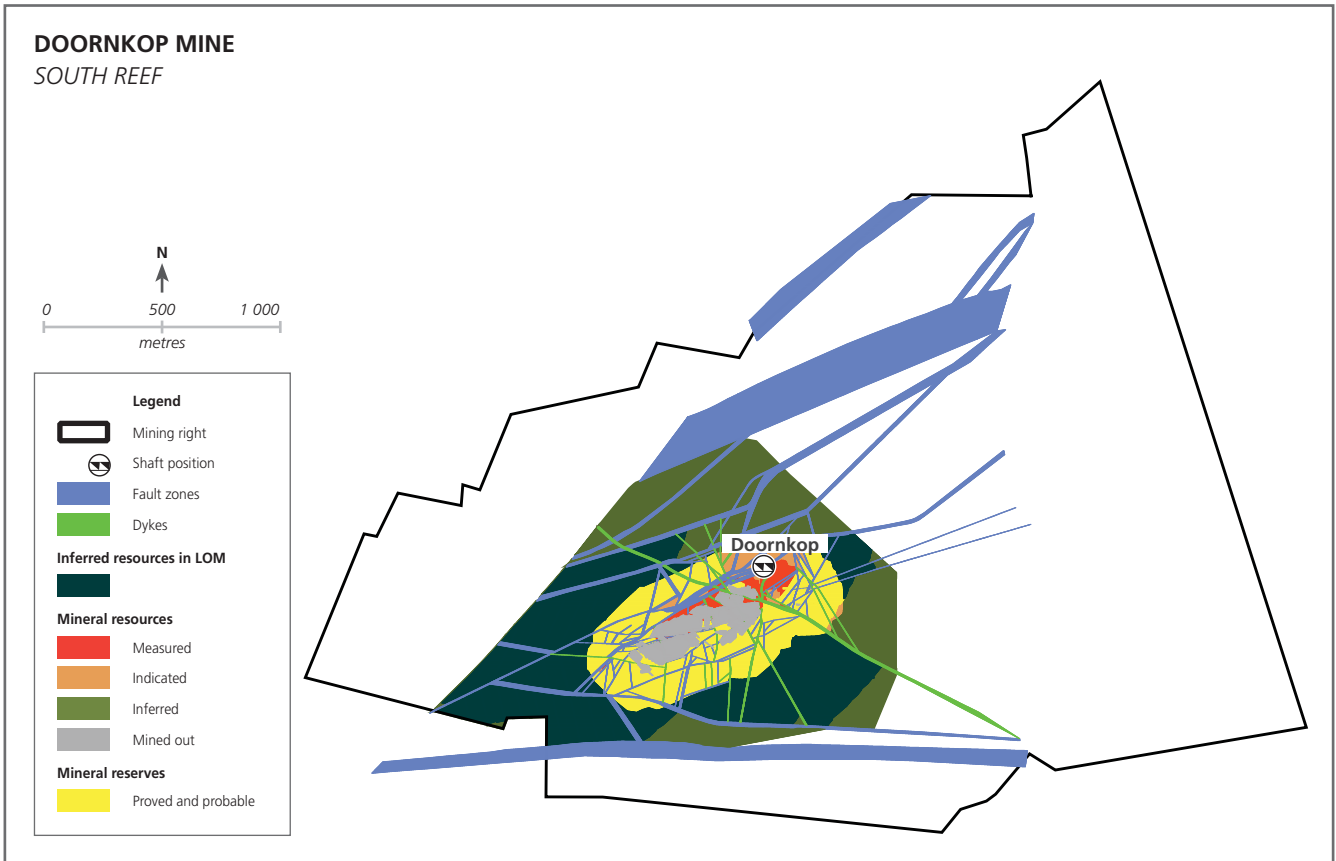 DOORNKOP MINE
SOUTH REEF
N
0 500 1 000
metres
Legend
Mining right
Shaft position
Fault zones
Dykes
Inferred resources in LOM
Mineral resources
Measured
Indicated
Inferred
Mined out
Mineral reserves
Proved and probable
Doornkop